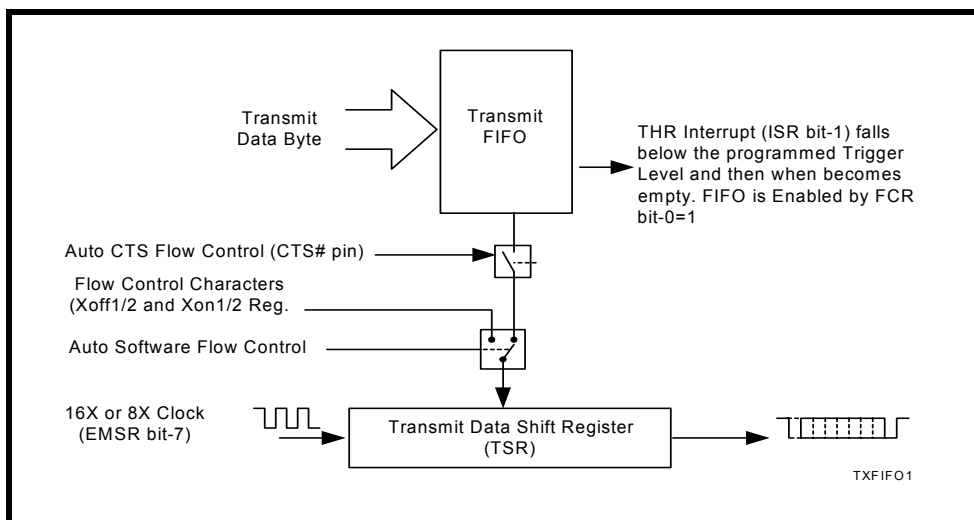 Transmit
Data Byte
Transmit
FIFO
THR Interrupt (ISR bit-1) falls
below the programmed Trigger
Level and then when becomes
empty. FIFO is Enabled by FCR
bit-0=1
Auto CTS Flow Control (CTS# pin)
Flow Control Characters
(Xoff1/2 and Xon1/2 Reg.
Auto Software Flow Control
16X or 8X Clock
(EMSR bit-7)
Transmit Data Shift Register
(TSR)
TXFIFO1